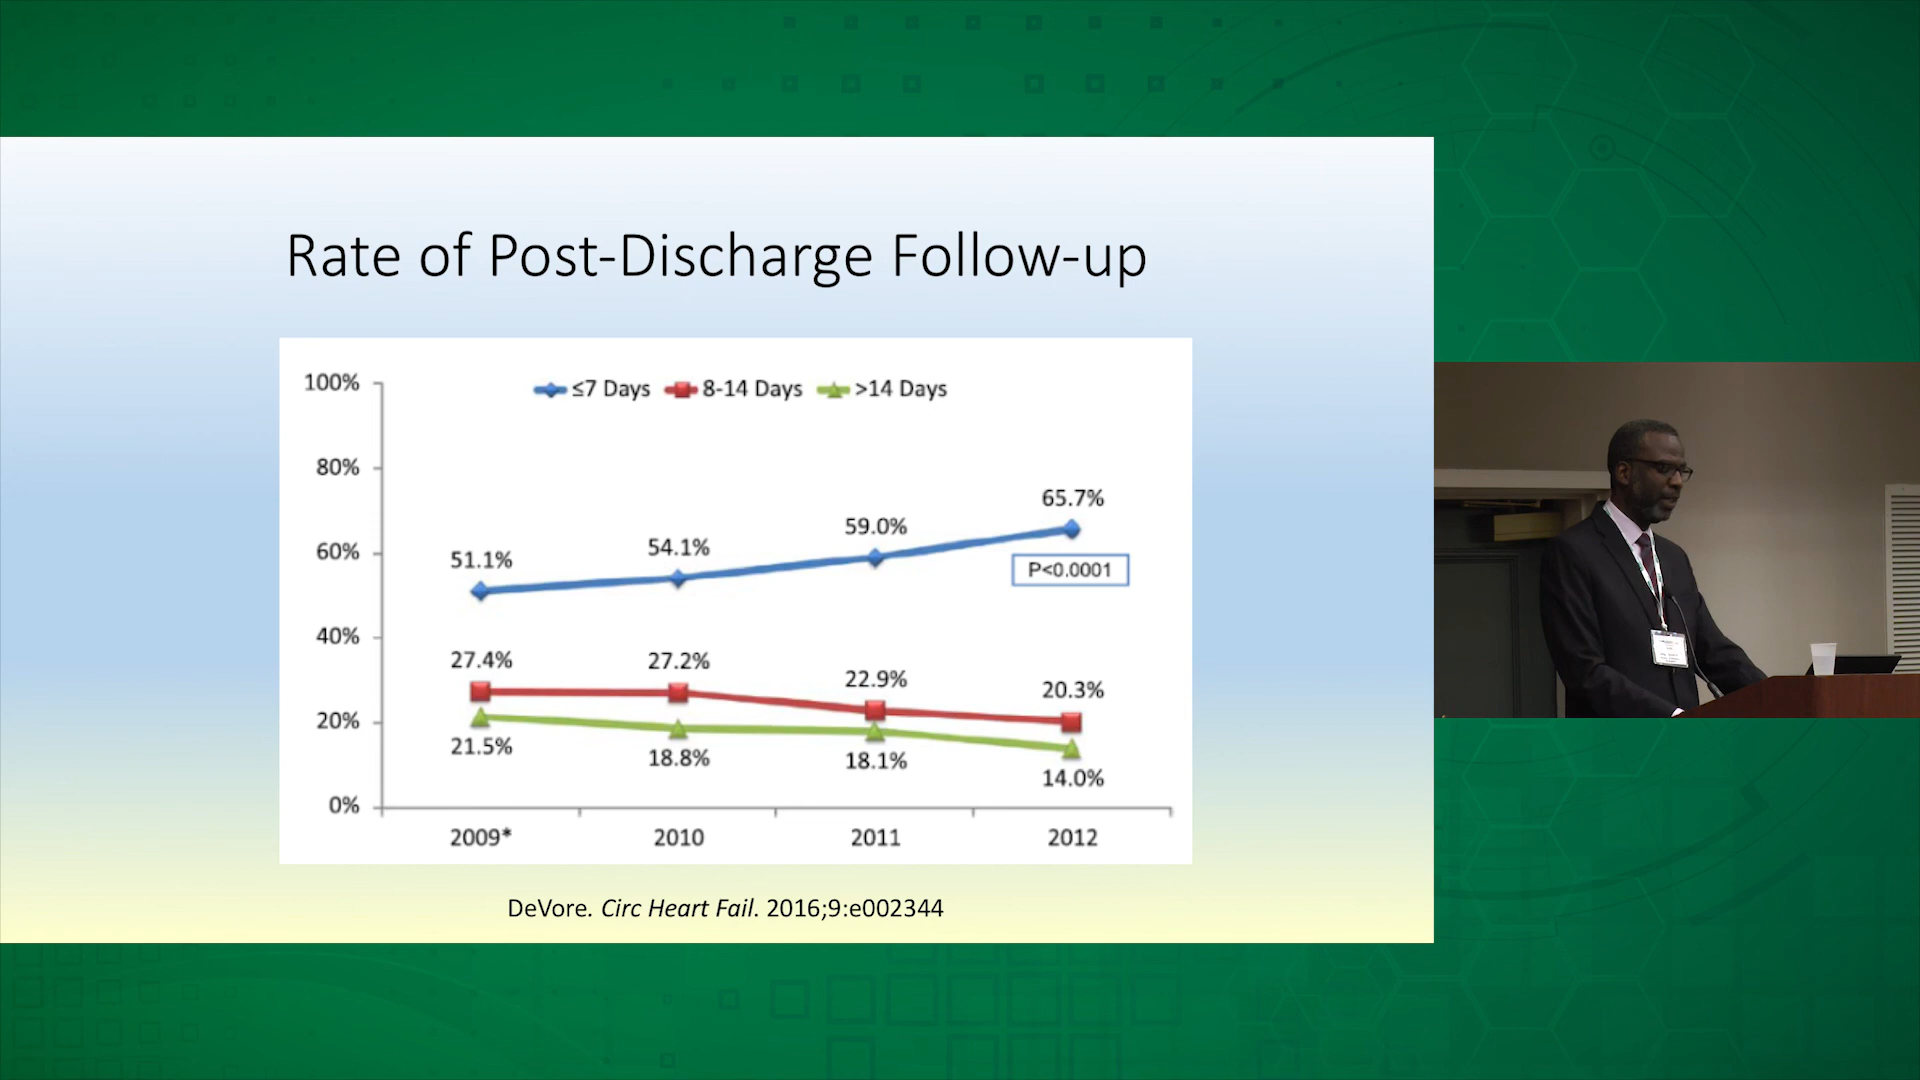 Rate of Post-Discharge Follow-up
100%
≤7 Days 8-14 Days >14 Days
80%
60%
40%
20%
0%
51.1% 54.1% 59.0% 65.7%
P<0.0001
27.4% 27.2% 22.9% 20.3%
21.5% 18.8% 18.1% 14.0%
2009* 2010 2011 2012
DeVore. Circ Heart Fail. 2016;9:e002344